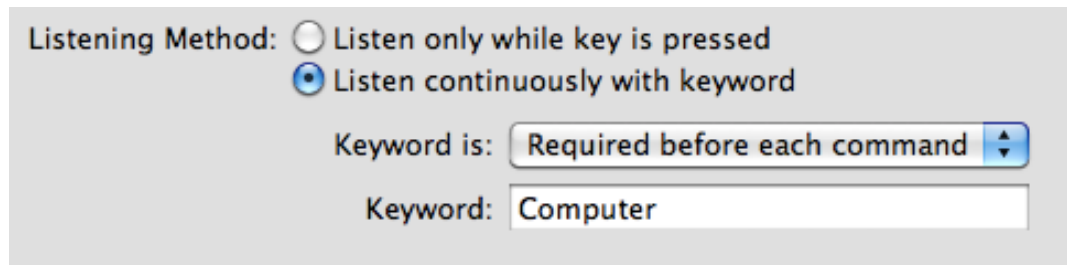 Listening Method: Listen only while key is pressed
Listen continuously with keyword
Keyword is: Required before each command
Keyword: Computer